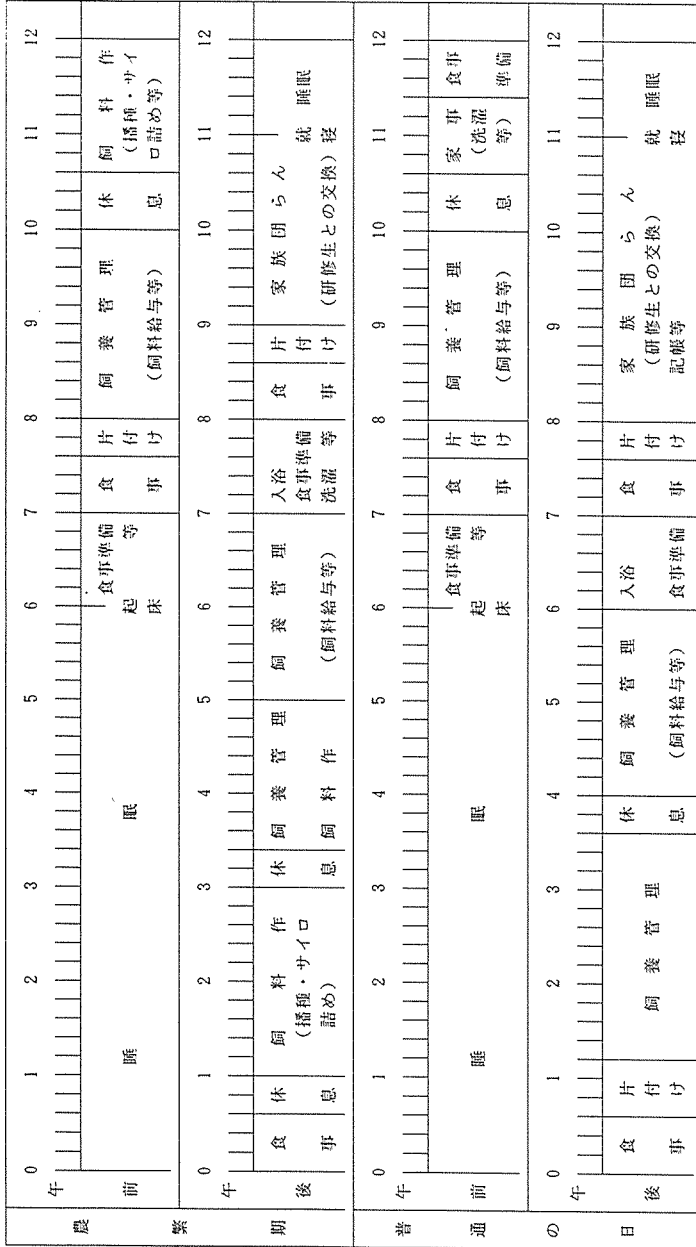 農繁期
午前
0 1 2 3 4 5 6 7 8 9 10 11 12
睡眠
起床
食事準備等
食事
片付け
飼養管理
(飼料給与等)
休息
飼料作
(播種・サイ
ロ詰め等)
午後
0 1 2 3 4 5 6 7 8 9 10 11 12
食事
休息
飼料作
(播種・サイロ
詰め)
休息
飼養管理
飼料作
飼養管理
(飼料給与等)
入浴
食事準備
洗濯等
食事
片付け
家族団らん
(研修生との交換)
就寝
睡眠
普通の日
午前
0 1 2 3 4 5 6 7 8 9 10 11 12
睡眠
起床
食事準備等
食事
片付け
飼養管理
(飼料給与等)
休息
家事
(洗濯
等)
食事
準備
午後
0 1 2 3 4 5 6 7 8 9 10 11 12
食事
片付け
飼養管理
休息
飼養管理
(飼料給与等)
入浴
食事準備
食事
片付け
家族団らん
(研修生との交換)
記帳等
就寝
睡眠